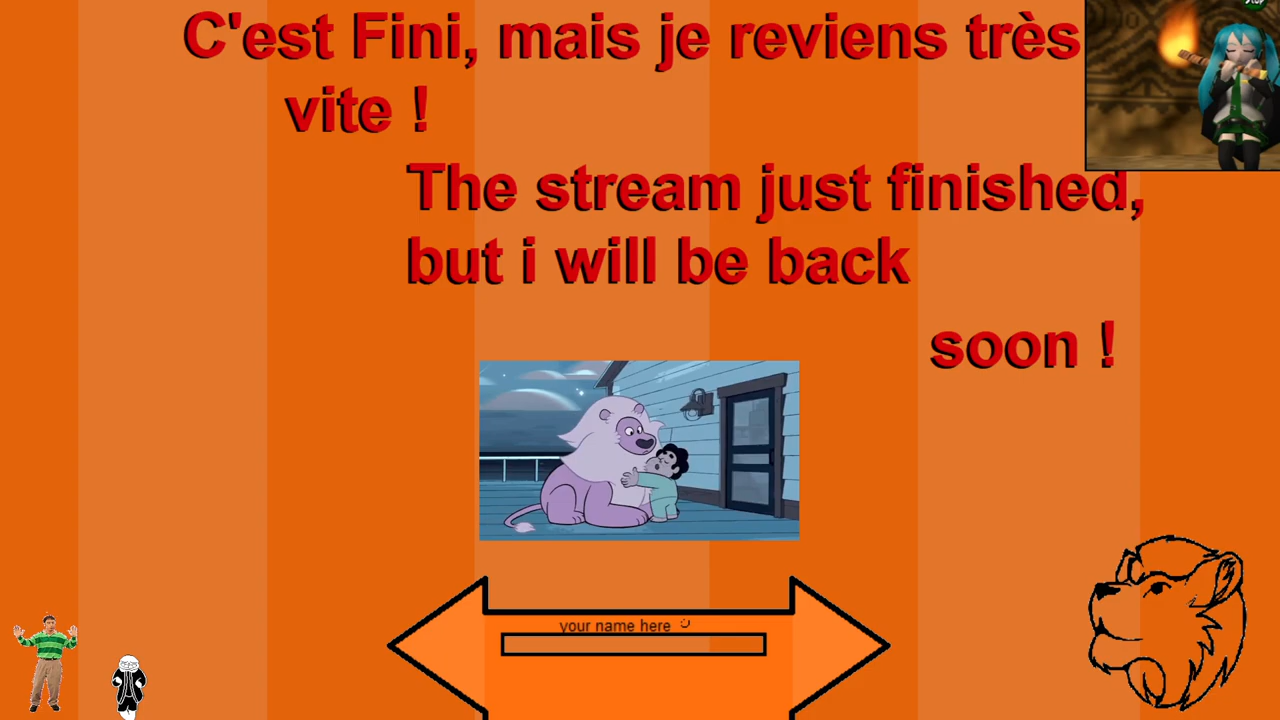 C'est Fini, mais je reviens très
vite !
The stream just finished,
but i will be back
soon !
your name here